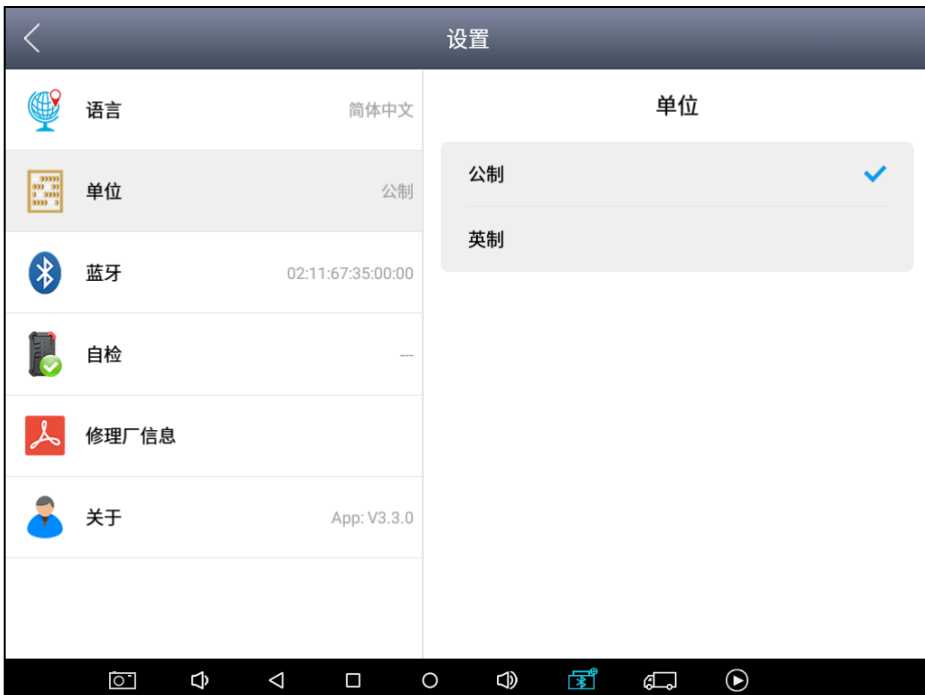 设置
语言 简体中文
单位 公制
蓝牙 02:11:67:35:00:00
自检 ---
修理厂信息
关于 App: V3.3.0
单位
公制
英制